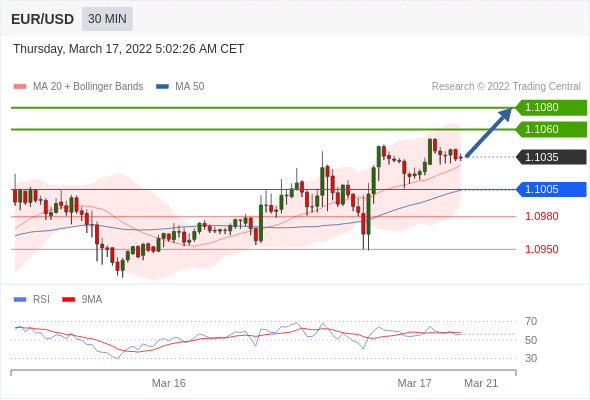 EUR/USD 30 MIN
Thursday, March 17, 2022 5:02:26 AM CET
MA 20 + Bollinger Bands MA 50 Research © 2022 Trading Central
1.1080
1.1060
1.1035
1.1005
1.0980
1.0950
RSI 9MA
70
50
30
Mar 16 Mar 17 Mar 21